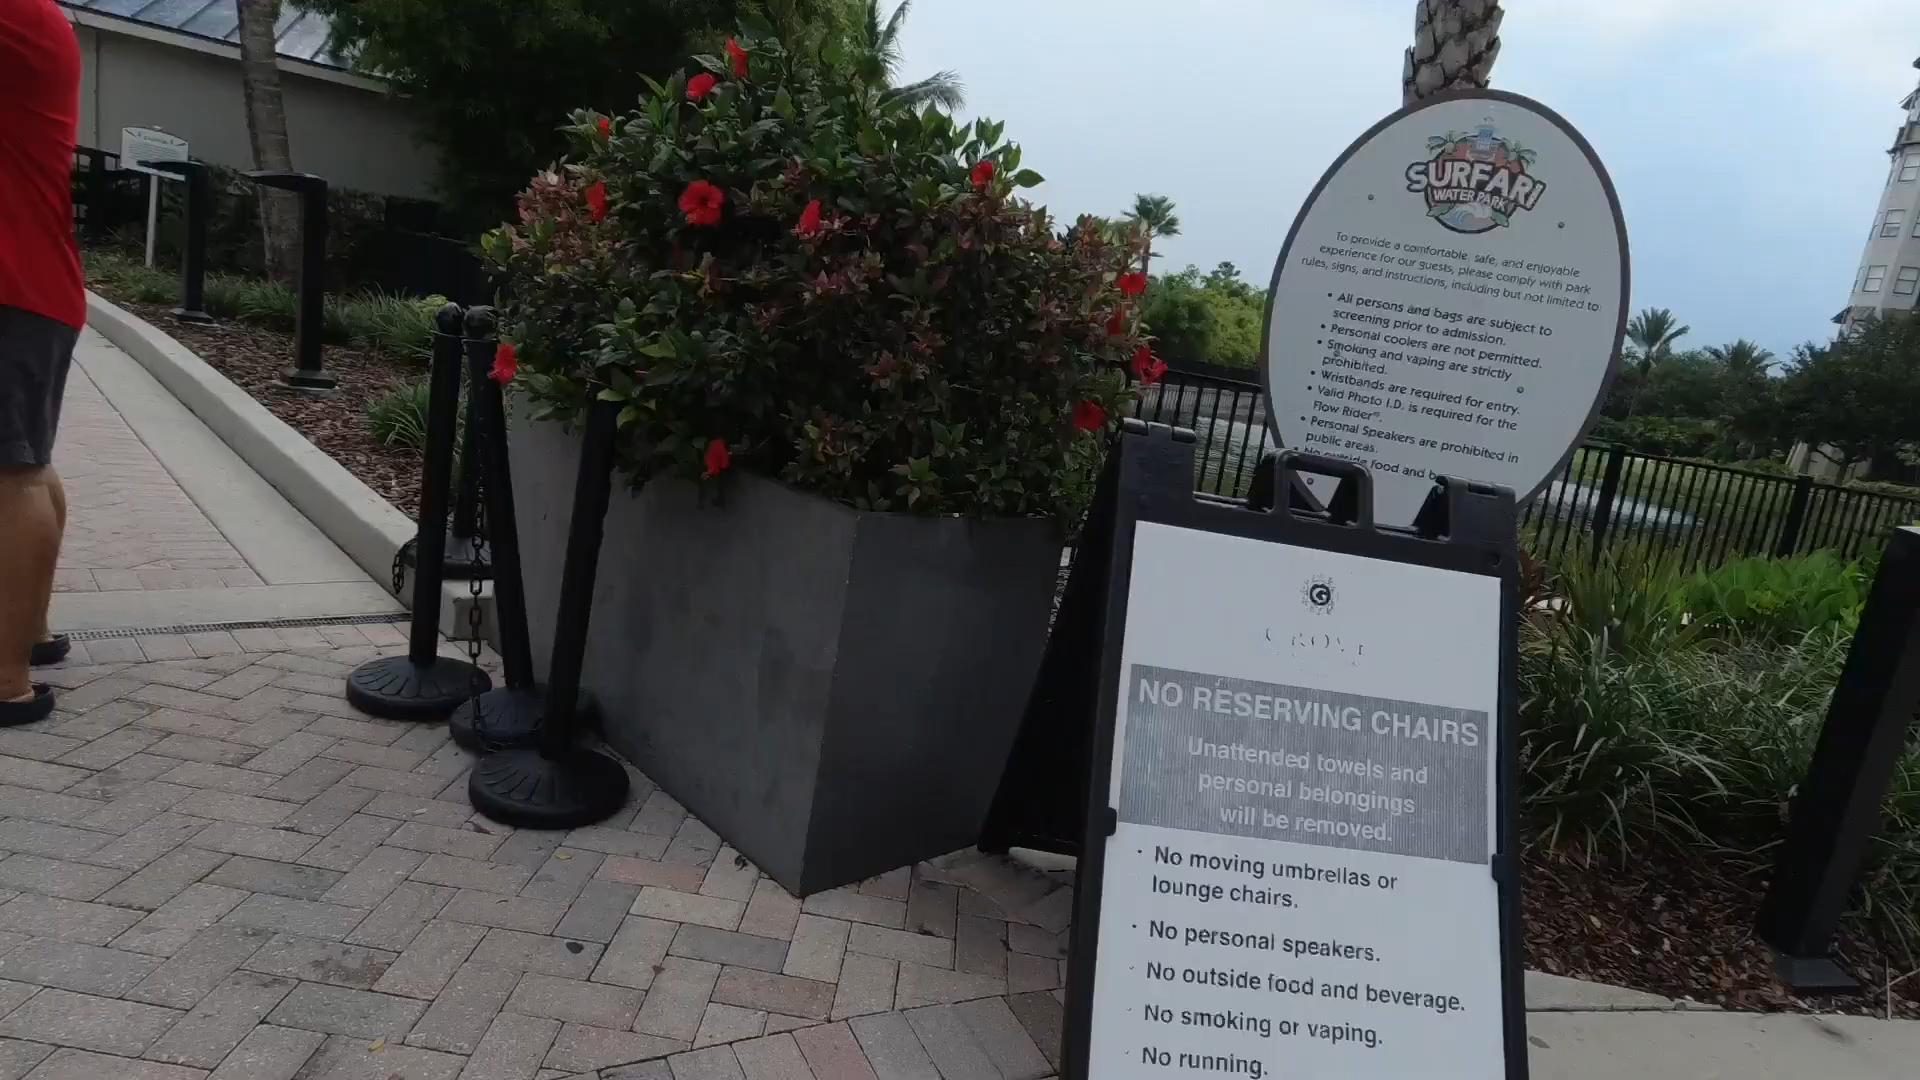 SURFARI
WATER PARK
To provide a comfortable, safe, and enjoyable
experience for our guests, please comply with park
rules, signs, and instructions, including but not limited to:
• All persons and bags are subject to
screening prior to admission.
• Personal coolers are not permitted.
• Smoking and vaping are strictly
prohibited.
• Wristbands are required for entry.
• Valid Photo I.D. is required for the
Flow Rider®.
• Personal Speakers are prohibited in
public areas.
No outside food and
G
NO RESERVING CHAIRS
Unattended towels and
personal belongings
will be removed.
· No moving umbrellas or
lounge chairs.
· No personal speakers.
· No outside food and beverage.
· No smoking or vaping.
· No running.